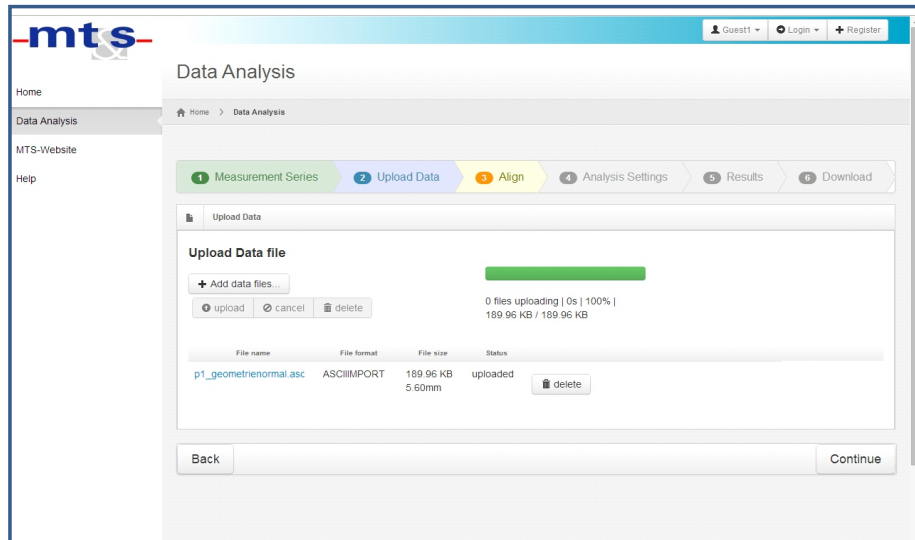 mt&s
Guest1
Login
Register
Data Analysis
Home
Data Analysis
MTS-Website
Help
Home > Data Analysis
1 Measurement Series
2 Upload Data
3 Align
4 Analysis Settings
5 Results
6 Download
Upload Data
Upload Data file
+ Add data files...
upload
cancel
delete
0 files uploading | 0s | 100% |
189.96 KB / 189.96 KB
File name
File format
File size
Status
p1_geometrienormal.asc
ASCIIIMPORT
189.96 KB
5.60mm
uploaded
delete
Back
Continue